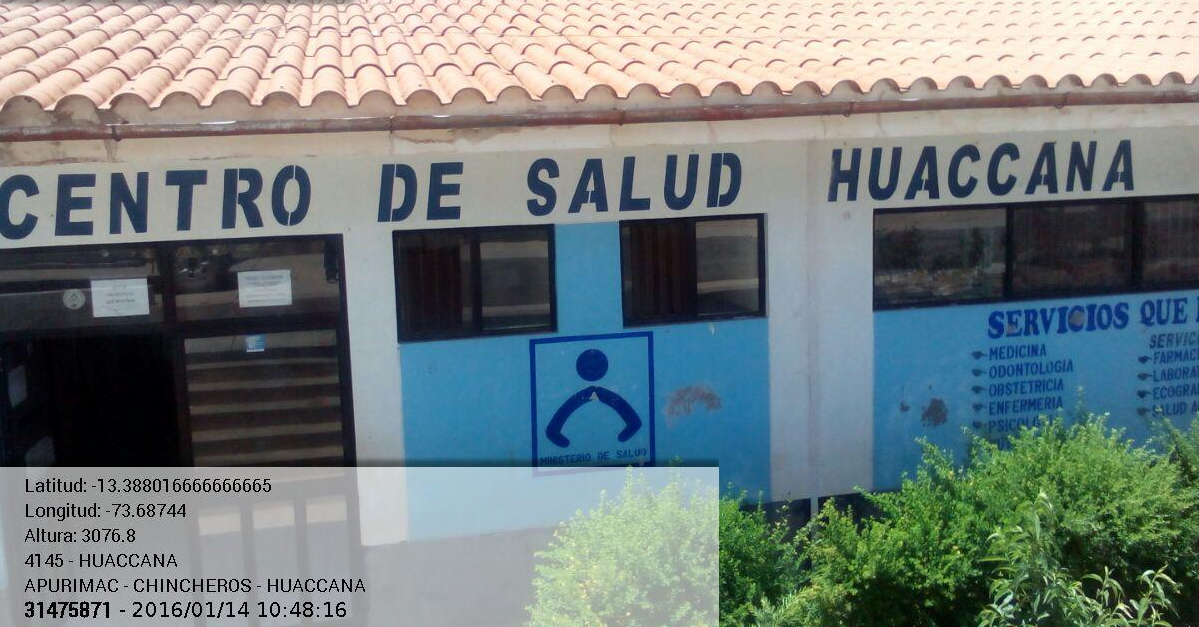 CENTRO DE SALUD HUACCANA
SERVICIOS QUE
MEDICINA
ODONTOLOGIA
OBSTETRICIA
ENFERMERIA
MINISTERIO DE SALUD
Latitud: -13.388016666666665
Longitud: -73.68744
Altura: 3076.8
4145 - HUACCANA
APURIMAC - CHINCHEROS - HUACCANA
31475871 - 2016/01/14 10:48:16